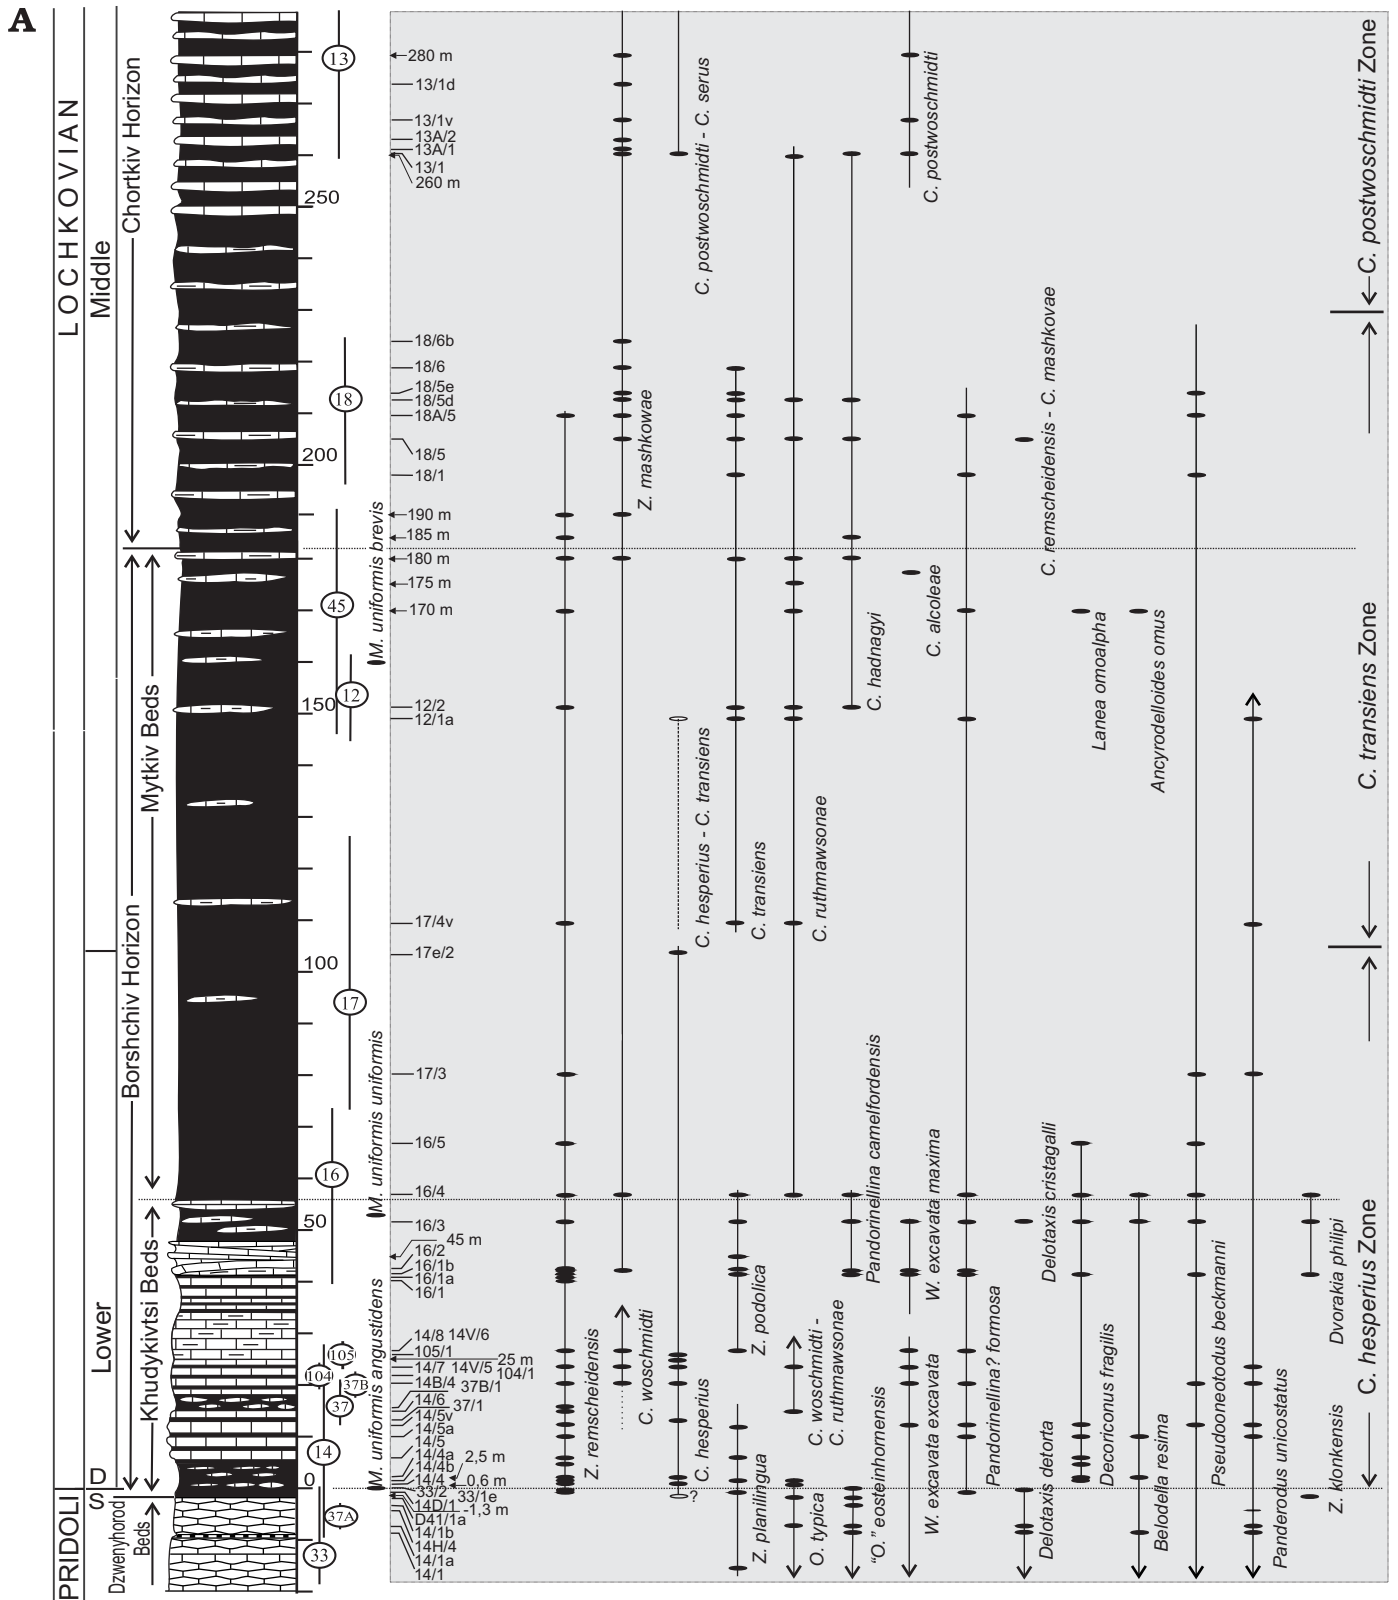 A
LOCHKOVIAN
PRIDOLI
Middle
Lower
D
S
Chortkiv Horizon
Borshchiv Horizon
Mytkiv Beds
Khudykivtsi Beds
Dzwenyhorod
Beds
250
200
150
100
50
0
13
18
45
12
17
16
105
104
37B
37
14
37A
33
M. uniformis brevis
M. uniformis uniformis
M. uniformis angustidens
280 m
13/1d
13/1v
13A/2
13A/1
13/1
260 m
18/6b
18/6
18/5e
18/5d
18A/5
18/5
18/1
190 m
185 m
180 m
175 m
170 m
12/2
12/1a
17/4v
17e/2
17/3
16/5
16/4
16/3
45 m
16/2
16/1b
16/1a
16/1
14/8 14V/6
105/1
25 m
14/7 14V/5 104/1
14B/4 37B/1
14/6
37/1
14/5v
14/5a
14/5
14/4a 2,5 m
14/4b
14/4 0,6 m
33/2 33/1e
14D/1 -1,3 m
D41/1a
14/1b
14H/4
14/1a
14/1
Z. remscheidensis
Z. mashkowae
C. woschmidti
C. postwoschmidti - C. serus
C. hesperius - C. transiens
C. hesperius
?
C. transiens
Z. podolica
Z. planilingua
C. ruthmawsonae
C. woschmidti -
C. ruthmawsonae
O. typica
C. hadnagyi
Pandorinellina camelfordensis
"O." eosteinhornensis
C. postwoschmidti
C. alcoleae
W. excavata maxima
W. excavata excavata
Pandorinellina? formosa
C. remscheidensis - C. mashkovae
Delotaxis cristagalli
Delotaxis detorta
Lanea omoalpha
Decoriconus fragilis
Ancyrodelloides omus
Belodella resima
Pseudooneotodus beckmanni
Panderodus unicostatus
Dvorakia philipi
Z. klonkensis
C. postwoschmidti Zone
C. transiens Zone
C. hesperius Zone